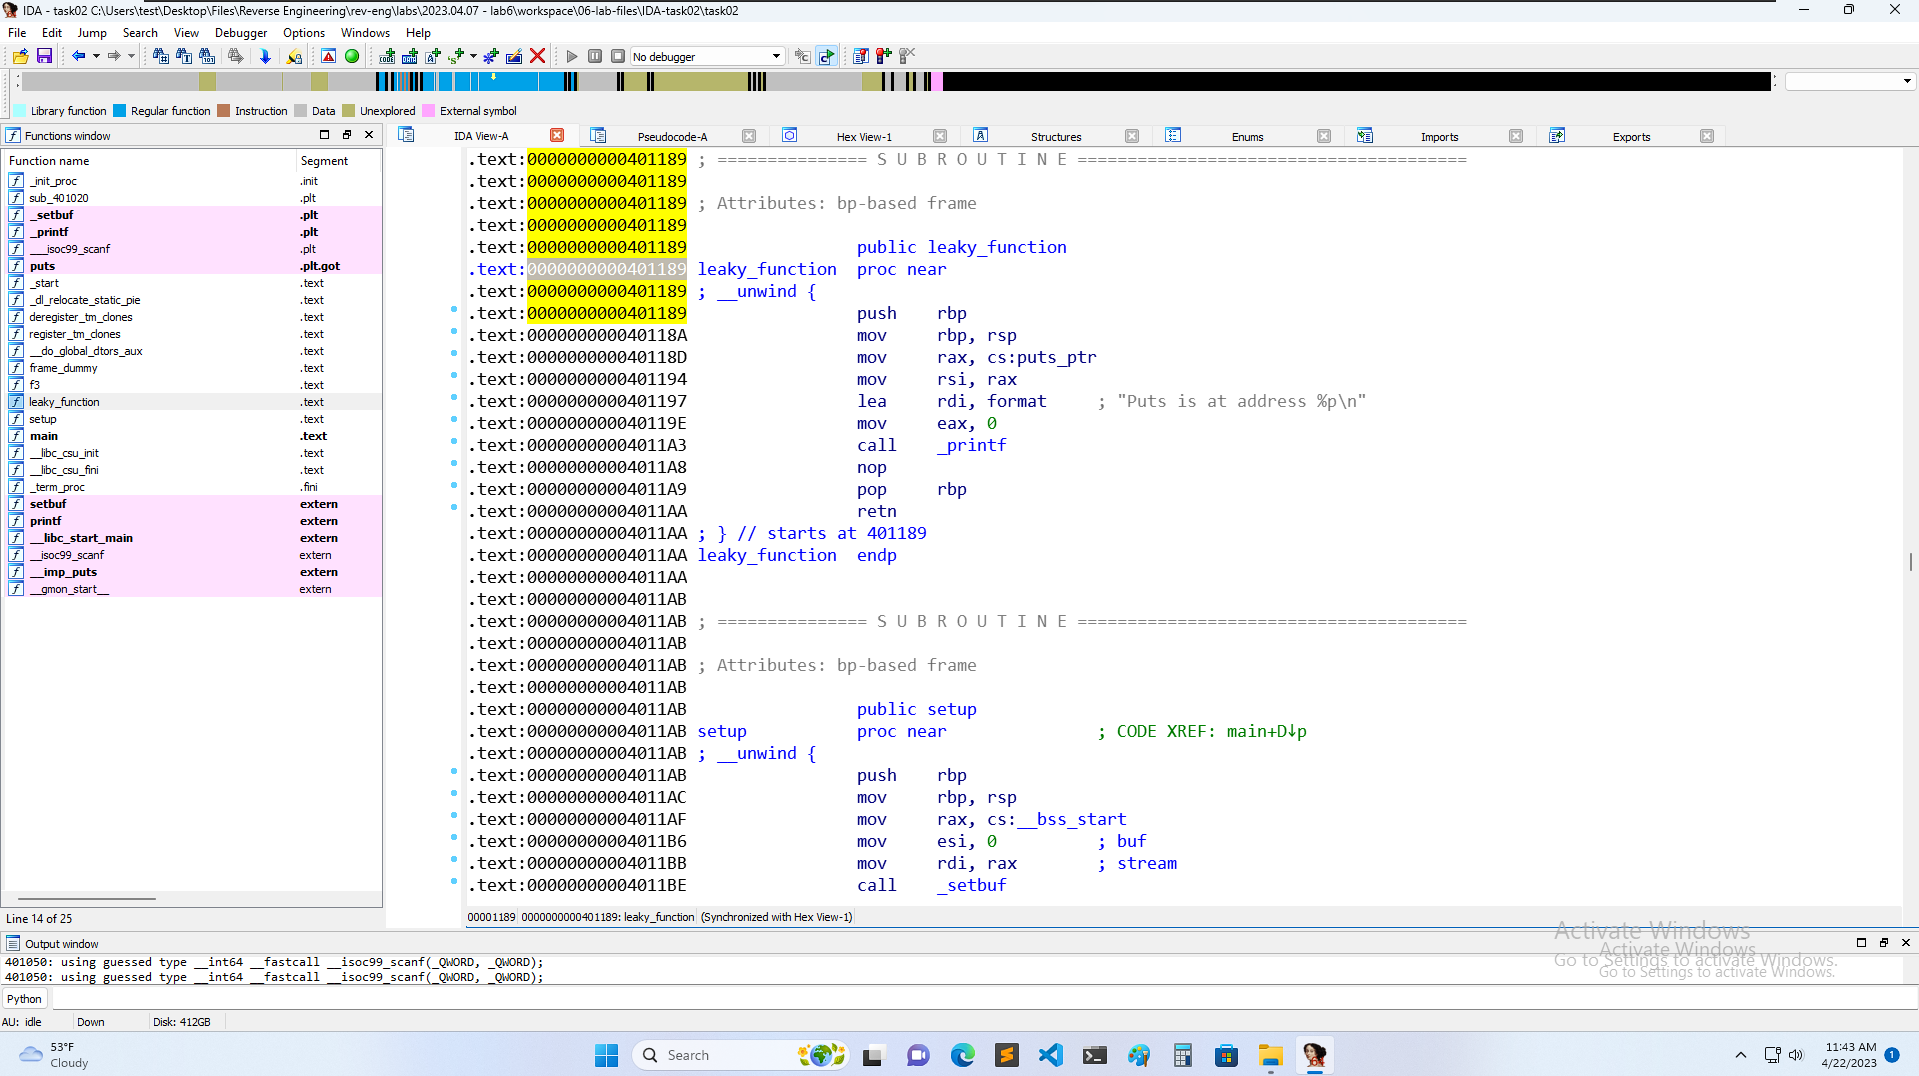 IDA - task02 C:\Users\test\Desktop\Files\Reverse Engineering\rev-eng\labs\2023.04.07 - lab6\workspace\06-lab-files\IDA-task02\task02
File Edit Jump Search View Debugger Options Windows Help
No debugger
Library function Regular function Instruction Data Unexplored External symbol
Functions window
Function name Segment
_init_proc .init
sub_401020 .plt
_setbuf .plt
_printf .plt
___isoc99_scanf .plt
puts .plt.got
_start .text
_dl_relocate_static_pie .text
deregister_tm_clones .text
register_tm_clones .text
__do_global_dtors_aux .text
frame_dummy .text
f3 .text
leaky_function .text
setup .text
main .text
__libc_csu_init .text
__libc_csu_fini .text
_term_proc .fini
setbuf extern
printf extern
__libc_start_main extern
__isoc99_scanf extern
__imp_puts extern
__gmon_start__ extern
Line 14 of 25
IDA View-A Pseudocode-A Hex View-1 Structures Enums Imports Exports
.text:0000000000401189 ; =============== S U B R O U T I N E =======================================
.text:0000000000401189
.text:0000000000401189 ; Attributes: bp-based frame
.text:0000000000401189
.text:0000000000401189 public leaky_function
.text:0000000000401189 leaky_function proc near
.text:0000000000401189 ; __unwind {
.text:0000000000401189 push rbp
.text:000000000040118A mov rbp, rsp
.text:000000000040118D mov rax, cs:puts_ptr
.text:0000000000401194 mov rsi, rax
.text:0000000000401197 lea rdi, format ; "Puts is at address %p\n"
.text:000000000040119E mov eax, 0
.text:00000000004011A3 call _printf
.text:00000000004011A8 nop
.text:00000000004011A9 pop rbp
.text:00000000004011AA retn
.text:00000000004011AA ; } // starts at 401189
.text:00000000004011AA leaky_function endp
.text:00000000004011AA
.text:00000000004011AB
.text:00000000004011AB ; =============== S U B R O U T I N E =======================================
.text:00000000004011AB
.text:00000000004011AB ; Attributes: bp-based frame
.text:00000000004011AB
.text:00000000004011AB public setup
.text:00000000004011AB setup proc near ; CODE XREF: main+D↓p
.text:00000000004011AB ; __unwind {
.text:00000000004011AB push rbp
.text:00000000004011AC mov rbp, rsp
.text:00000000004011AF mov rax, cs:__bss_start
.text:00000000004011B6 mov esi, 0 ; buf
.text:00000000004011BB mov rdi, rax ; stream
.text:00000000004011BE call _setbuf
00001189 0000000000401189: leaky_function (Synchronized with Hex View-1)
Activate Windows
Activate Windows
Go to Settings to activate Windows.
Go to Settings to activate Windows.
Output window
401050: using guessed type __int64 __fastcall __isoc99_scanf(_QWORD, _QWORD);
401050: using guessed type __int64 __fastcall __isoc99_scanf(_QWORD, _QWORD);
Python
AU: idle Down Disk: 412GB
53°F
Cloudy
Search
11:43 AM
4/22/2023
1